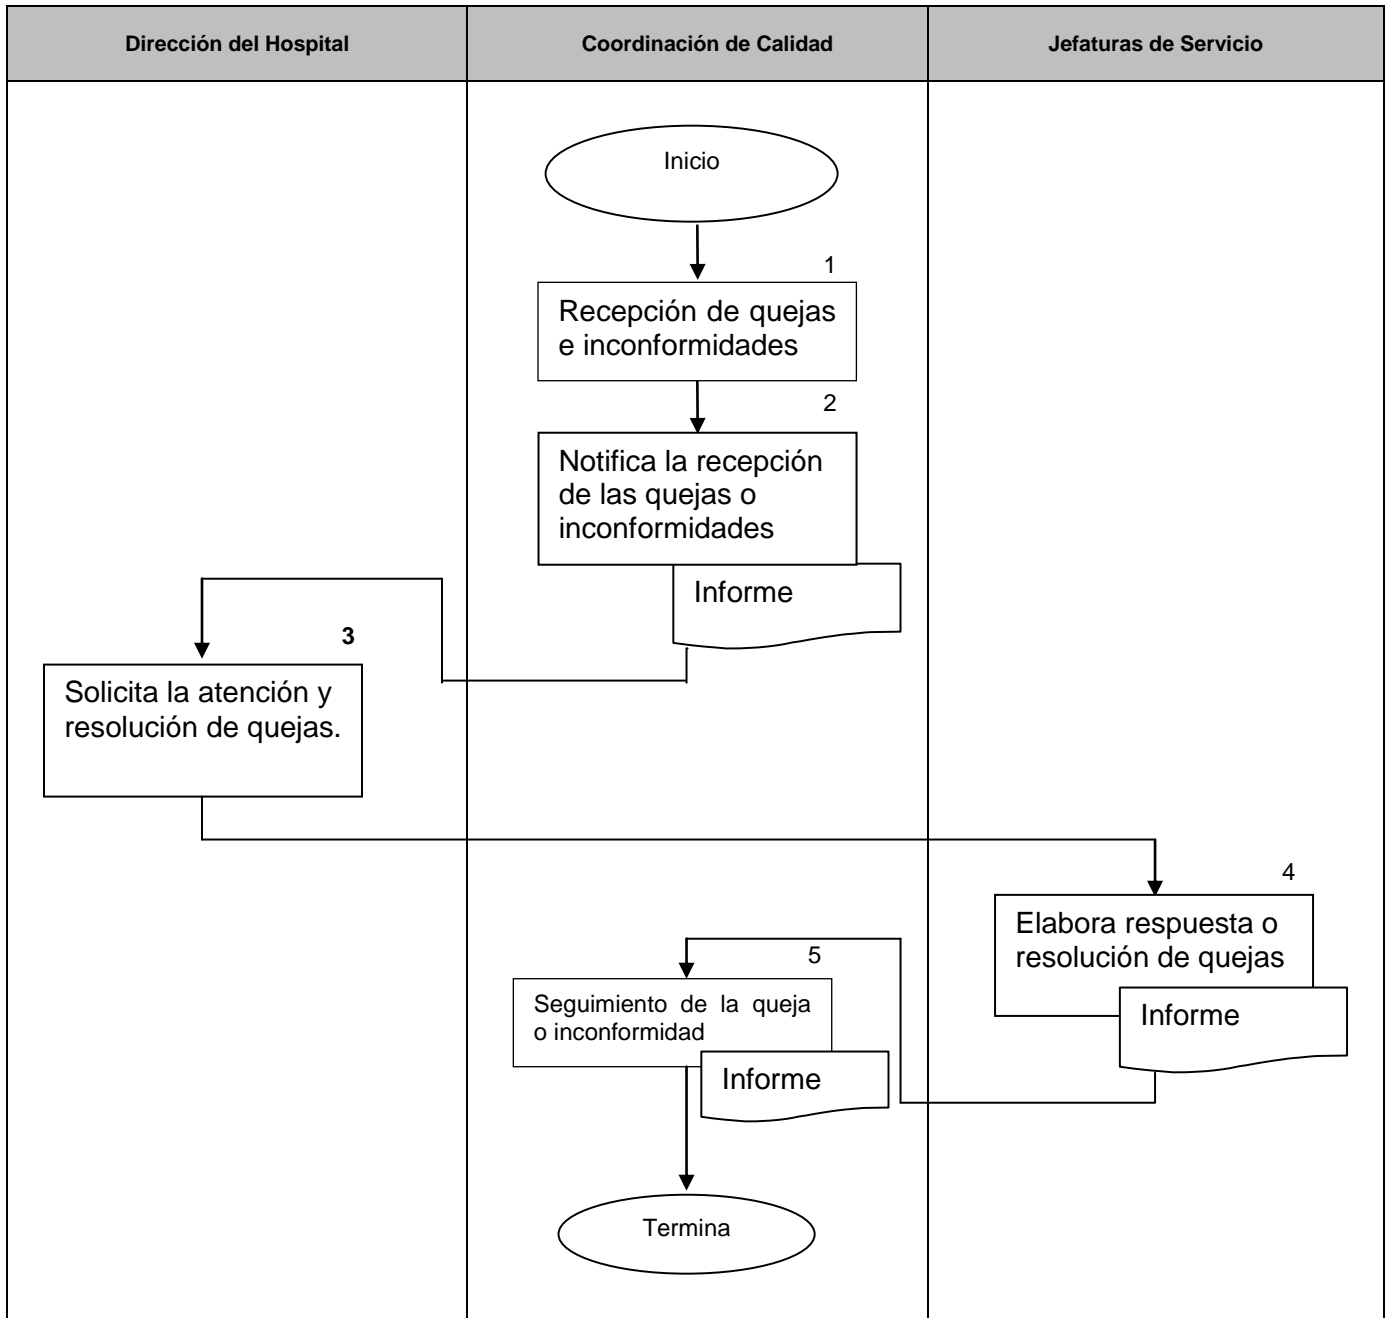 Dirección del Hospital
Coordinación de Calidad
Jefaturas de Servicio
Inicio
1
Recepción de quejas
e inconformidades
2
Notifica la recepción
de las quejas o
inconformidades
Informe
3
Solicita la atención y
resolución de quejas.
4
Elabora respuesta o
resolución de quejas
Informe
5
Seguimiento de la queja
o inconformidad
Informe
Termina